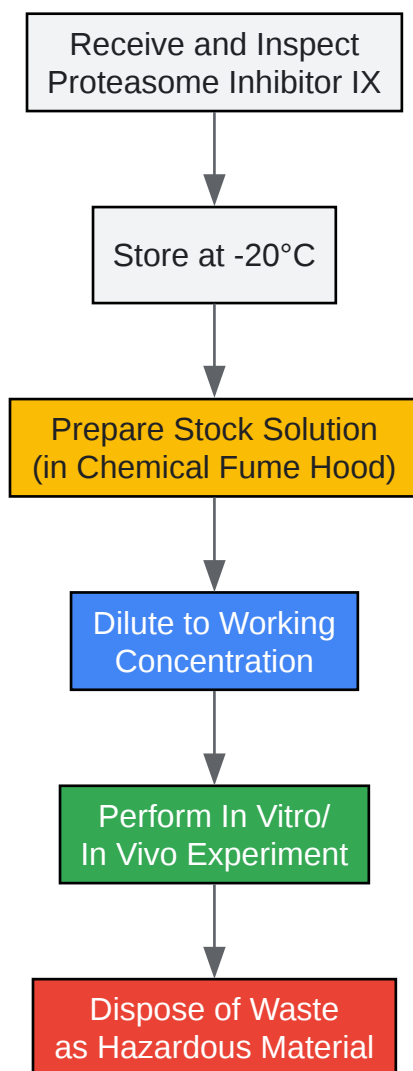 Receive and Inspect
Proteasome Inhibitor IX
Store at -20°C
Prepare Stock Solution
(in Chemical Fume Hood)
Dilute to Working
Concentration
Perform In Vitro/
In Vivo Experiment
Dispose of Waste
as Hazardous Material